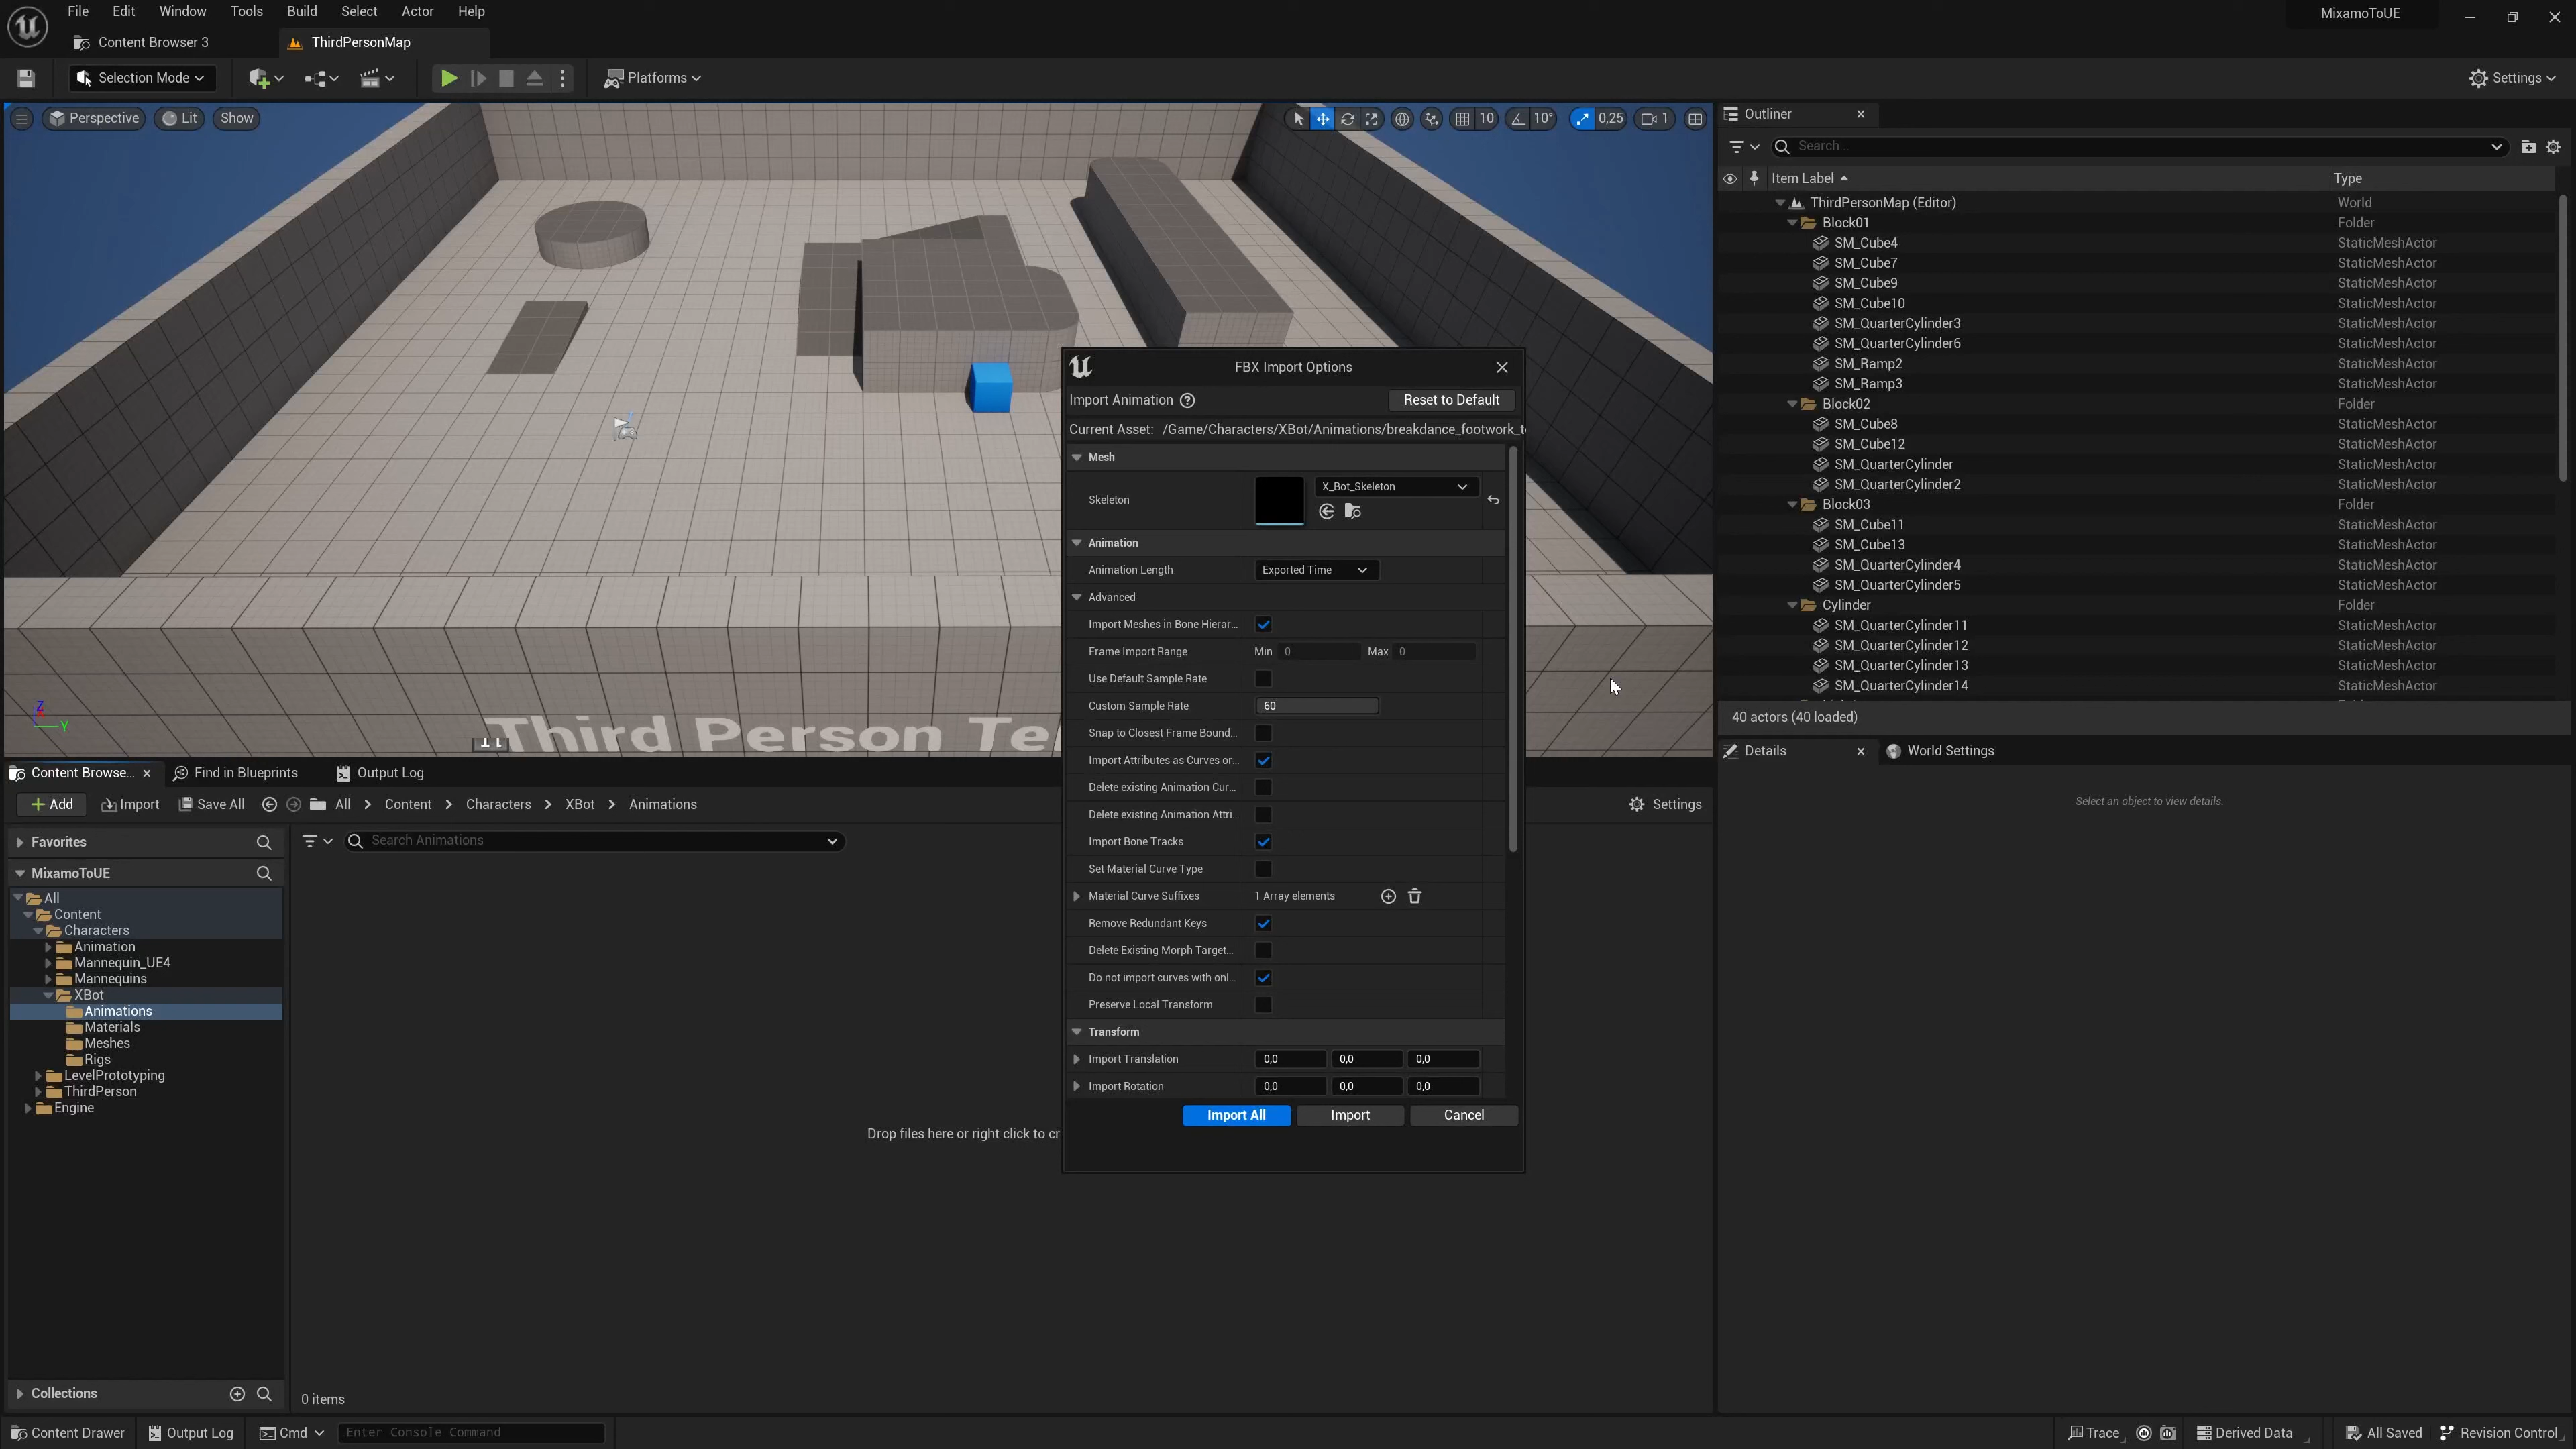 File Edit Window Tools Build Select Actor Help
MixamoToUE
Content Browser 3
ThirdPersonMap
Selection Mode
Platforms
Settings
Perspective
Lit
Show
10
10°
0,25
1
Third Person Te
Outliner
Search...
Item Label
Type
ThirdPersonMap (Editor) World
Block01 Folder
SM_Cube4 StaticMeshActor
SM_Cube7 StaticMeshActor
SM_Cube9 StaticMeshActor
SM_Cube10 StaticMeshActor
SM_QuarterCylinder3 StaticMeshActor
SM_QuarterCylinder6 StaticMeshActor
SM_Ramp2 StaticMeshActor
SM_Ramp3 StaticMeshActor
Block02 Folder
SM_Cube8 StaticMeshActor
SM_Cube12 StaticMeshActor
SM_QuarterCylinder StaticMeshActor
SM_QuarterCylinder2 StaticMeshActor
Block03 Folder
SM_Cube11 StaticMeshActor
SM_Cube13 StaticMeshActor
SM_QuarterCylinder4 StaticMeshActor
SM_QuarterCylinder5 StaticMeshActor
Cylinder Folder
SM_QuarterCylinder11 StaticMeshActor
SM_QuarterCylinder12 StaticMeshActor
SM_QuarterCylinder13 StaticMeshActor
SM_QuarterCylinder14 StaticMeshActor
40 actors (40 loaded)
Details
World Settings
Select an object to view details.
FBX Import Options
Import Animation
Reset to Default
Current Asset: /Game/Characters/XBot/Animations/breakdance_footwork_t
Mesh
Skeleton
X_Bot_Skeleton
Animation
Animation Length Exported Time
Advanced
Import Meshes in Bone Hierar...
Frame Import Range Min 0 Max 0
Use Default Sample Rate
Custom Sample Rate 60
Snap to Closest Frame Bound...
Import Attributes as Curves or...
Delete existing Animation Cur...
Delete existing Animation Attri...
Import Bone Tracks
Set Material Curve Type
Material Curve Suffixes 1 Array elements
Remove Redundant Keys
Delete Existing Morph Target...
Do not import curves with onl...
Preserve Local Transform
Transform
Import Translation 0,0 0,0 0,0
Import Rotation 0,0 0,0 0,0
Import All
Import
Cancel
Z
Y
Content Browse...
Find in Blueprints
Output Log
Add
Import
Save All
All > Content > Characters > XBot > Animations
Settings
Favorites
Search Animations
MixamoToUE
All
Content
Characters
Animation
Mannequin_UE4
Mannequins
XBot
Animations
Materials
Meshes
Rigs
LevelPrototyping
ThirdPerson
Engine
Drop files here or right click to cr
Collections
0 items
Content Drawer
Output Log
Cmd
Enter Console Command
Trace
Derived Data
All Saved
Revision Control